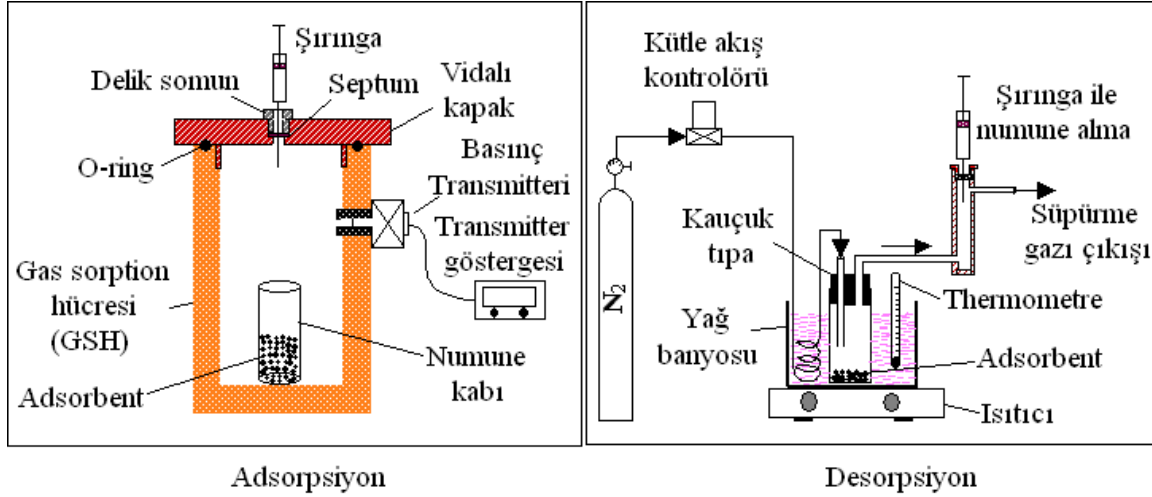 Şırınga
Delik somun
Septum
Vidalı
kapak
O-ring
Basınç
Transmitteri
Transmitter
göstergesi
Gas sorption
hücresi
(GSH)
Adsorbent
Numune
kabı
Kütle akış
kontrolörü
Şırınga ile
numune alma
Kauçuk
tıpa
Süpürme
gazı çıkışı
N2
Thermometre
Yağ
banyosu
Adsorbent
Isıtıcı
Adsorpsiyon
Desorpsiyon